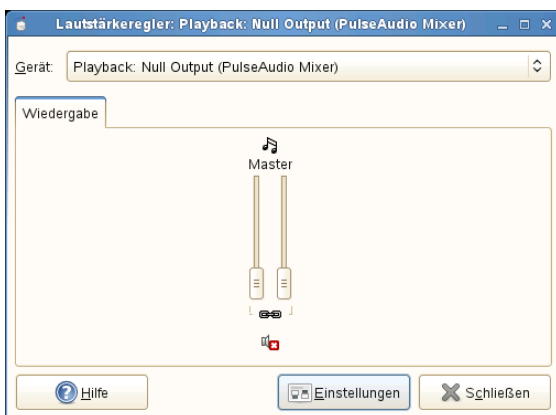 Lautstärkeregler: Playback: Null Output (PulseAudio Mixer)
Gerät: Playback: Null Output (PulseAudio Mixer)
Wiedergabe
Master
Hilfe Einstellungen Schließen